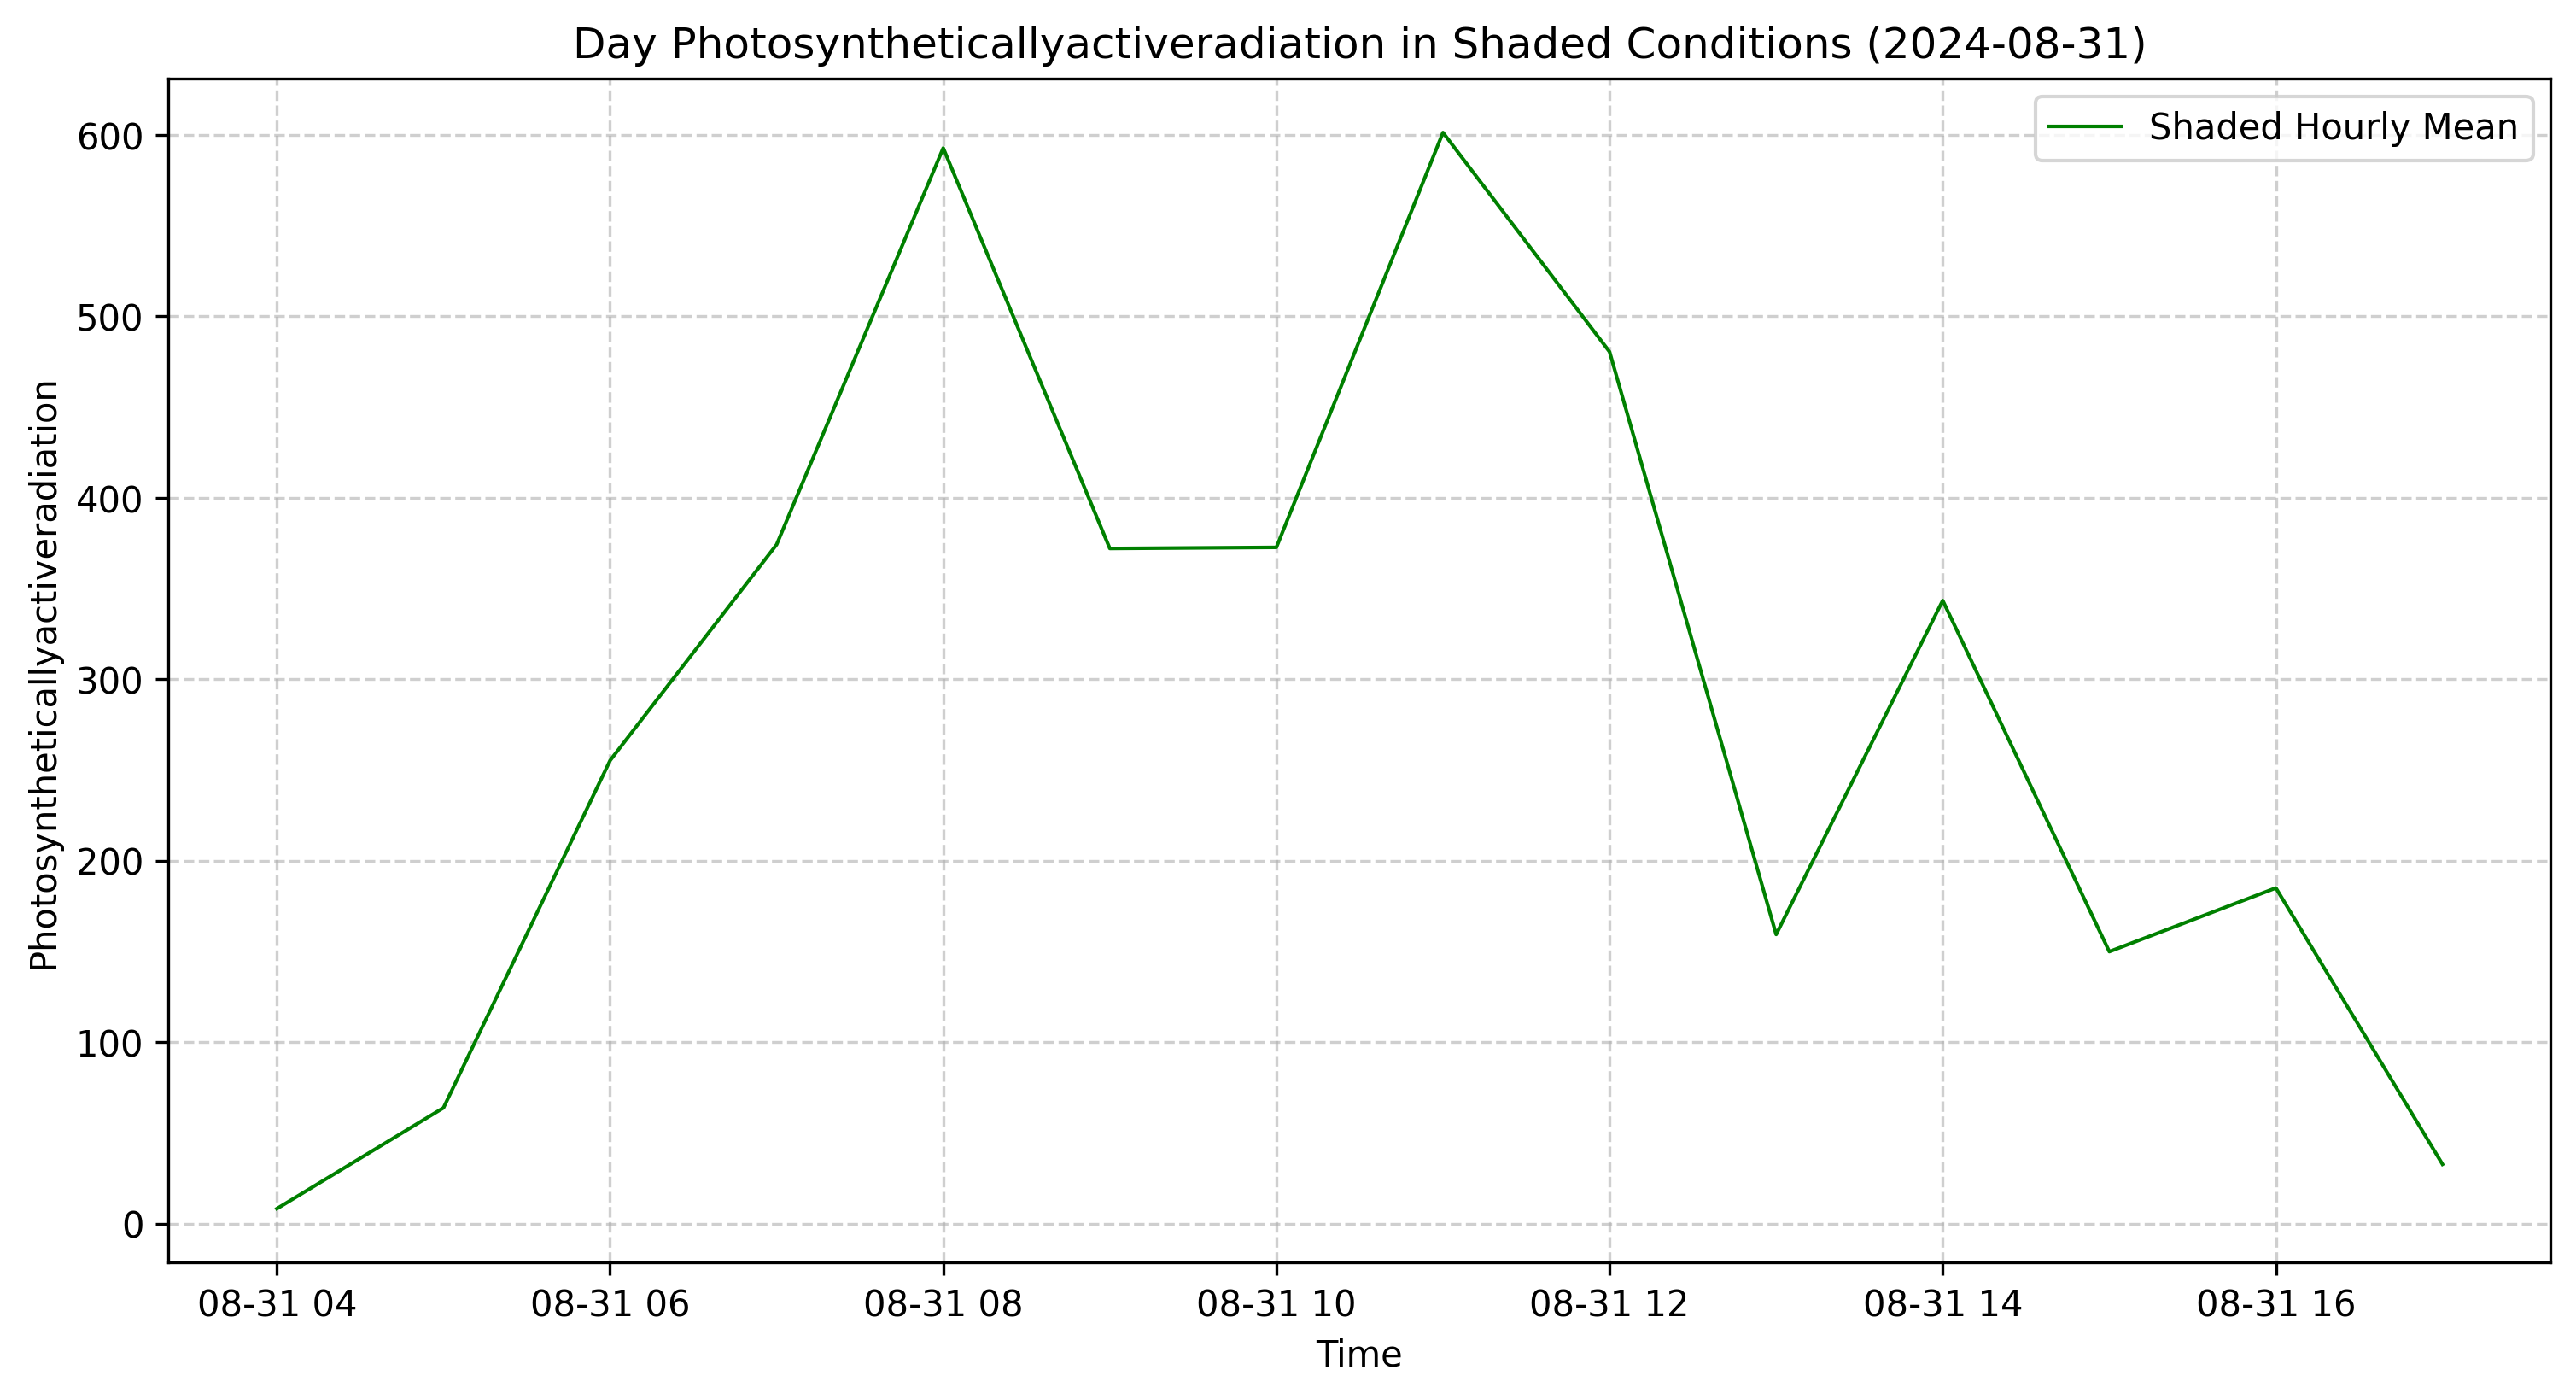 Day Photosyntheticallyactiveradiation in Shaded Conditions (2024-08-31)
Shaded Hourly Mean
Photosyntheticallyactiveradiation
600
500
400
300
200
100
0
08-31 04 08-31 06 08-31 08 08-31 10 08-31 12 08-31 14 08-31 16
Time